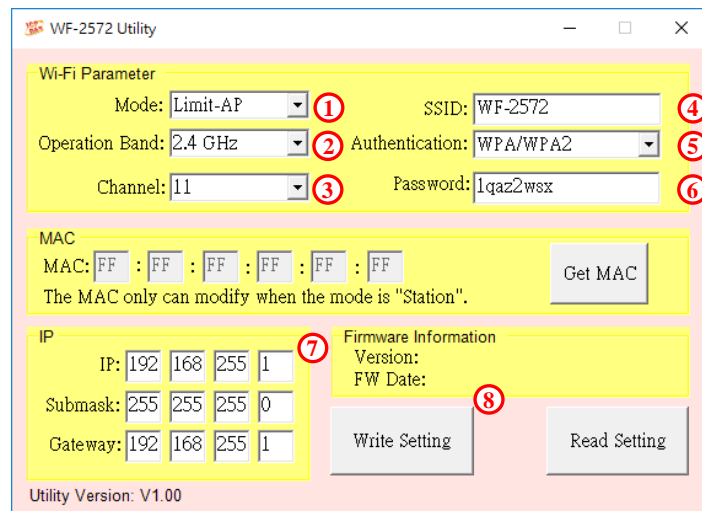 WF-2572 Utility
Wi-Fi Parameter
Mode: Limit-AP 1 SSID: WF-2572 4
Operation Band: 2.4 GHz 2 Authentication: WPA/WPA2 5
Channel: 11 3 Password: 1qaz2wsx 6
MAC
MAC: FF : FF : FF : FF : FF : FF Get MAC
The MAC only can modify when the mode is "Station".
IP 7 Firmware Information
IP: 192 168 255 1 Version:
FW Date:
Submask: 255 255 255 0 8
Gateway: 192 168 255 1 Write Setting Read Setting
Utility Version: V1.00